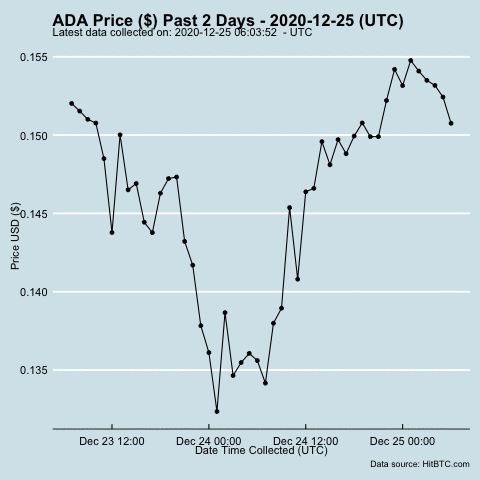 ADA Price ($) Past 2 Days - 2020-12-25 (UTC)
Latest data collected on: 2020-12-25 06:03:52 - UTC
0.155
0.150
0.145
0.140
0.135
Price USD ($)
Dec 23 12:00 Dec 24 00:00 Dec 24 12:00 Dec 25 00:00
Date Time Collected (UTC)
Data source: HitBTC.com